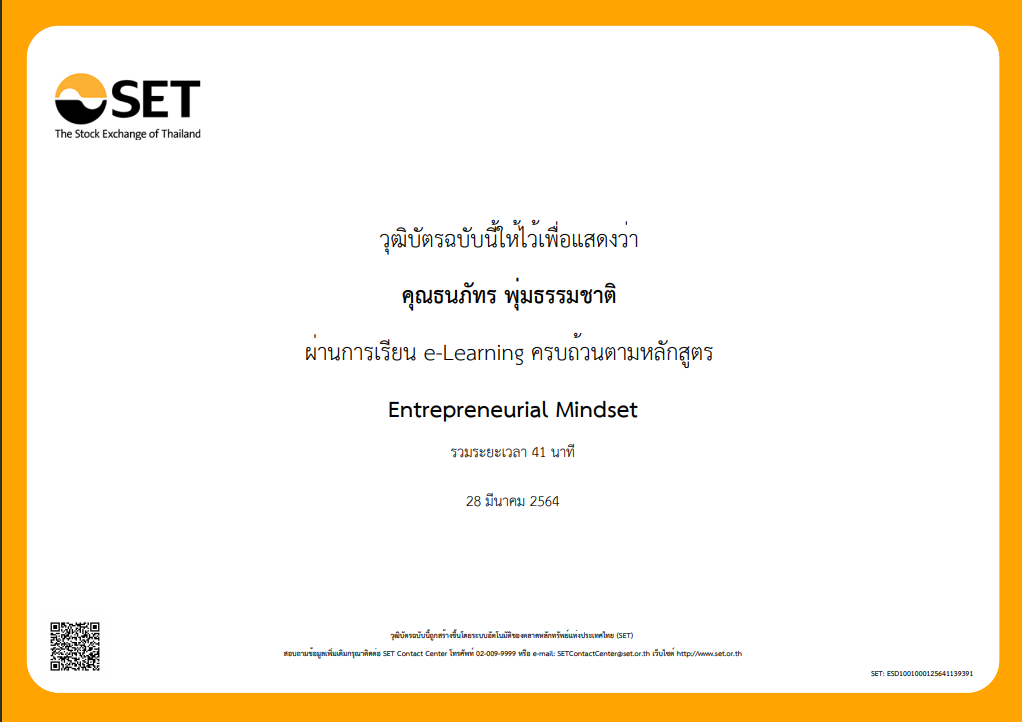 SET
The Stock Exchange of Thailand
วุฒิบัตรฉบับนี้ให้ไว้เพื่อแสดงว่า
คุณธนภัทร พุ่มธรรมชาติ
ผ่านการเรียน e-Learning ครบถ้วนตามหลักสูตร
Entrepreneurial Mindset
รวมระยะเวลา 41 นาที
28 มีนาคม 2564
วุฒิบัตรฉบับนี้ถูกสร้างขึ้นโดยระบบอัตโนมัติของตลาดหลักทรัพย์แห่งประเทศไทย (SET)
สอบถามข้อมูลเพิ่มเติมกรุณาติดต่อ SET Contact Center โทรศัพท์ 02-009-9999 หรือ e-mail: SETContactCenter@set.or.th เว็บไซต์ http://www.set.or.th
SET: ESD1001000125641139391